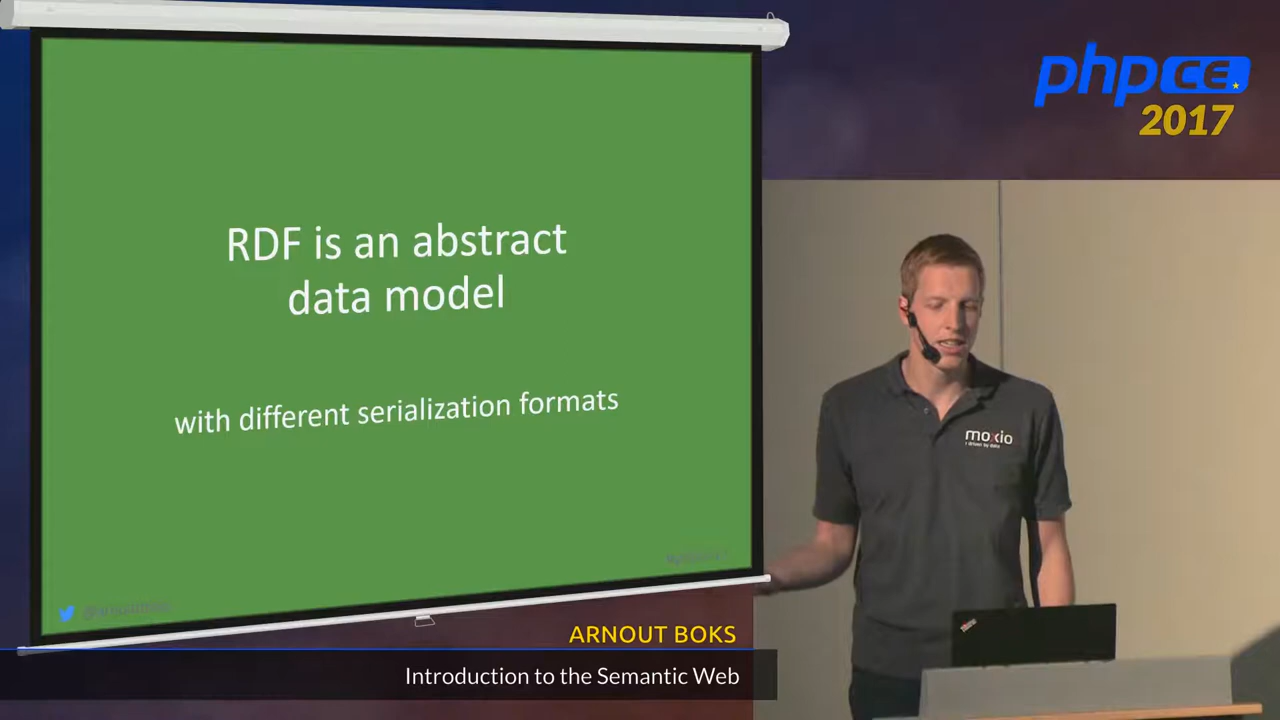 phpCE
2017
RDF is an abstract
data model
with different serialization formats
moxio
ARNOUT BOKS
Introduction to the Semantic Web